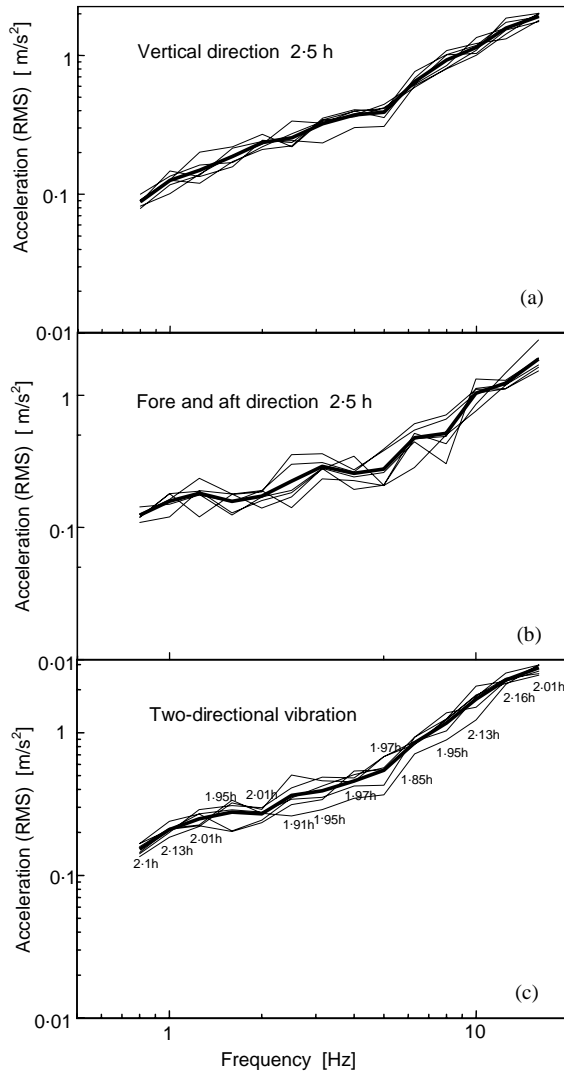 1
Vertical direction 2·5 h
Acceleration (RMS) [ m/s²]
0·1
(a)
0·01
1
Fore and aft direction 2·5 h
Acceleration (RMS) [ m/s²]
0·1
(b)
0·01
Two-directional vibration
2·01h
2·16h
1
1·97h
2·13h
1·95h
Acceleration (RMS) [m/s²]
1·95h
2·01h
1·97h
1·85h
1·91h
1·95h
2·01h
2·13h
2·1h
0·1
(c)
0·01
1
10
Frequency [Hz]